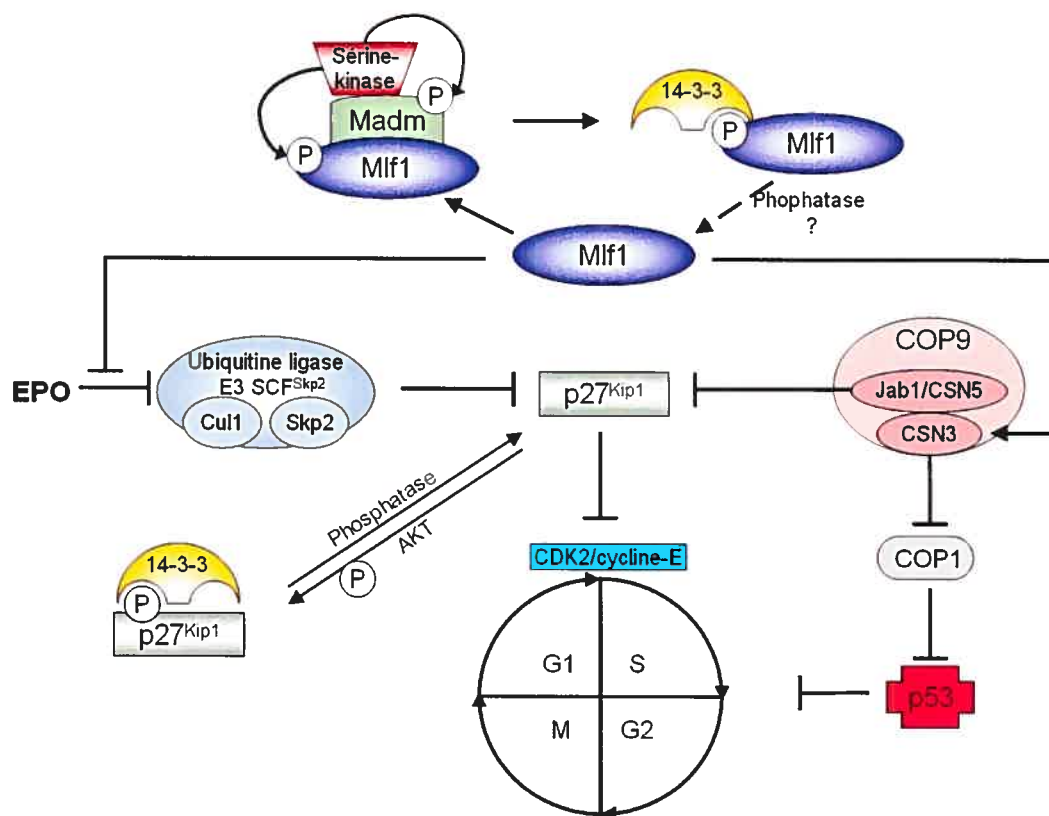 Sérine-
kinase
P
Madm
P
Mlf1
14-3-3
P
Mlf1
Phophatase
?
Mlf1
EPO
Ubiquitine ligase
E3 SCFSkp2
Cul1
Skp2
p27Kip1
COP9
Jab1/CSN5
CSN3
Phosphatase
AKT
P
14-3-3
P
p27Kip1
CDK2/cycline-E
COP1
G1
S
M
G2
p53